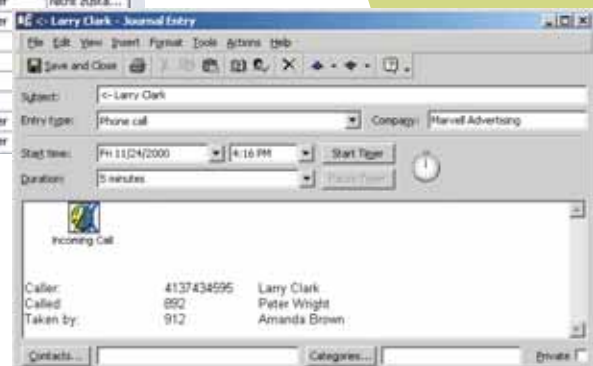 nicht zusta...
<- Larry Clark - Journal Entry
File Edit View Insert Format Tools Actions Help
Save and Close
Subject: <- Larry Clark
Entry type: Phone call Company: Marvell Advertising
Start time: Fri 11/24/2000 4:16 PM Start Timer
Duration: 5 minutes Pause Timer
Incoming Call
Caller: 4137434595 Larry Clark
Called 892 Peter Wright
Taken by: 912 Amanda Brown
Contacts... Categories... Private